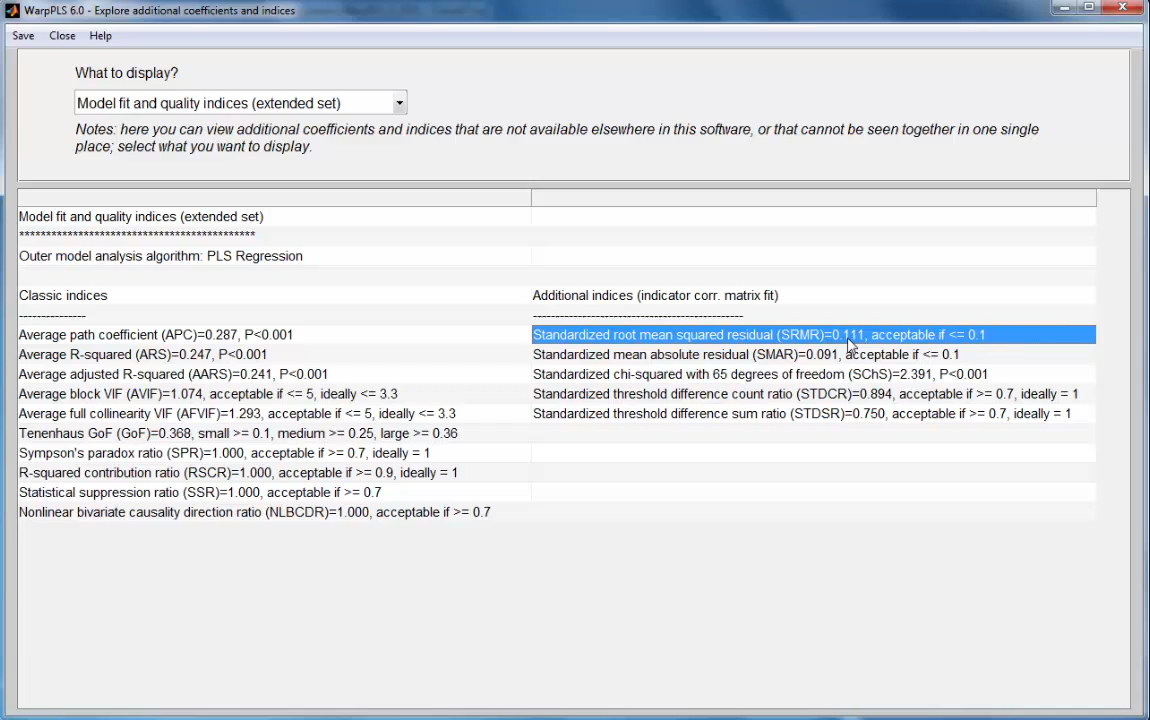 WarpPLS 6.0 - Explore additional coefficients and indices
Save Close Help
What to display?
Model fit and quality indices (extended set)
Notes: here you can view additional coefficients and indices that are not available elsewhere in this software, or that cannot be seen together in one single
place; select what you want to display.
Model fit and quality indices (extended set)
********************************************
Outer model analysis algorithm: PLS Regression
Classic indices
---------------
Average path coefficient (APC)=0.287, P<0.001
Average R-squared (ARS)=0.247, P<0.001
Average adjusted R-squared (AARS)=0.241, P<0.001
Average block VIF (AVIF)=1.074, acceptable if <= 5, ideally <= 3.3
Average full collinearity VIF (AFVIF)=1.293, acceptable if <= 5, ideally <= 3.3
Tenenhaus GoF (GoF)=0.368, small >= 0.1, medium >= 0.25, large >= 0.36
Sympson's paradox ratio (SPR)=1.000, acceptable if >= 0.7, ideally = 1
R-squared contribution ratio (RSCR)=1.000, acceptable if >= 0.9, ideally = 1
Statistical suppression ratio (SSR)=1.000, acceptable if >= 0.7
Nonlinear bivariate causality direction ratio (NLBCDR)=1.000, acceptable if >= 0.7
Additional indices (indicator corr. matrix fit)
-----------------------------------------------
Standardized root mean squared residual (SRMR)=0.111, acceptable if <= 0.1
Standardized mean absolute residual (SMAR)=0.091, acceptable if <= 0.1
Standardized chi-squared with 65 degrees of freedom (SChS)=2.391, P<0.001
Standardized threshold difference count ratio (STDCR)=0.894, acceptable if >= 0.7, ideally = 1
Standardized threshold difference sum ratio (STDSR)=0.750, acceptable if >= 0.7, ideally = 1